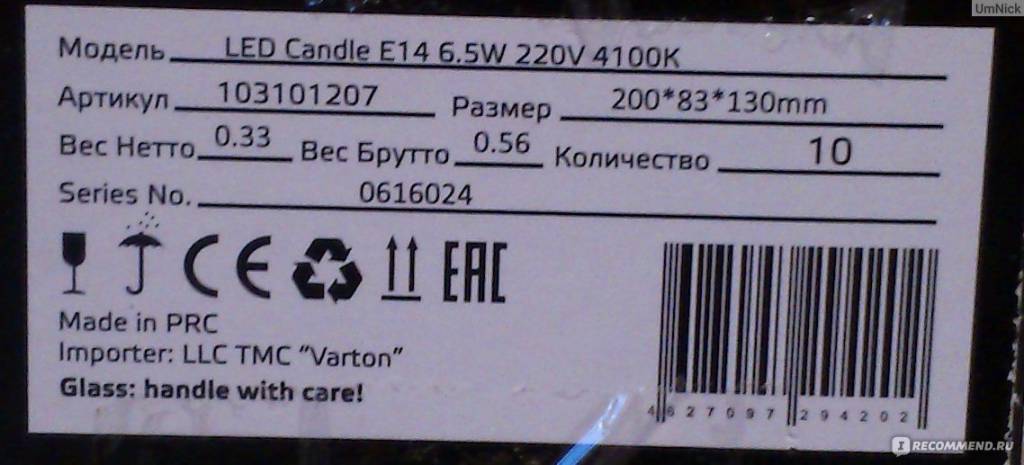 UmNick
Модель LED Candle E14 6.5W 220V 4100K
Артикул 103101207 Размер 200*83*130mm
Вес Нетто 0.33 Вес Брутто 0.56 Количество 10
Series No. 0616024
CE EAC
Made in PRC
Importer: LLC TMC "Varton"
Glass: handle with care!
4 627097 294202
IRECOMMEND.RU